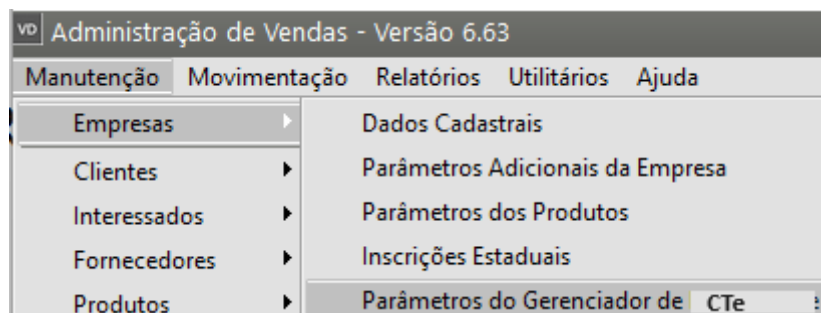 VD Administração de Vendas - Versão 6.63
Manutenção Movimentação Relatórios Utilitários Ajuda
Empresas
Clientes
Interessados
Fornecedores
Produtos
Dados Cadastrais
Parâmetros Adicionais da Empresa
Parâmetros dos Produtos
Inscrições Estaduais
Parâmetros do Gerenciador de CTe